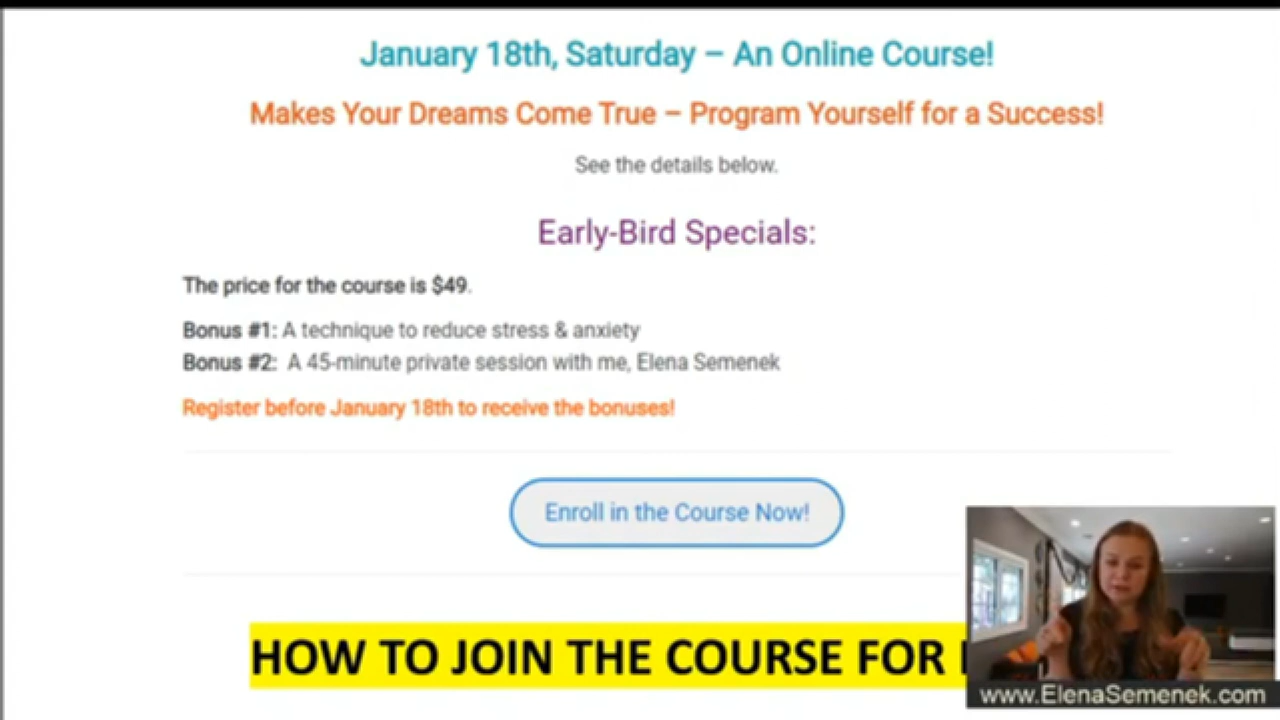 January 18th, Saturday – An Online Course!
Makes Your Dreams Come True – Program Yourself for a Success!
See the details below.
Early-Bird Specials:
The price for the course is $49.
Bonus #1: A technique to reduce stress & anxiety
Bonus #2: A 45-minute private session with me, Elena Semenek
Register before January 18th to receive the bonuses!
Enroll in the Course Now!
HOW TO JOIN THE COURSE FOR
www.ElenaSemenek.com